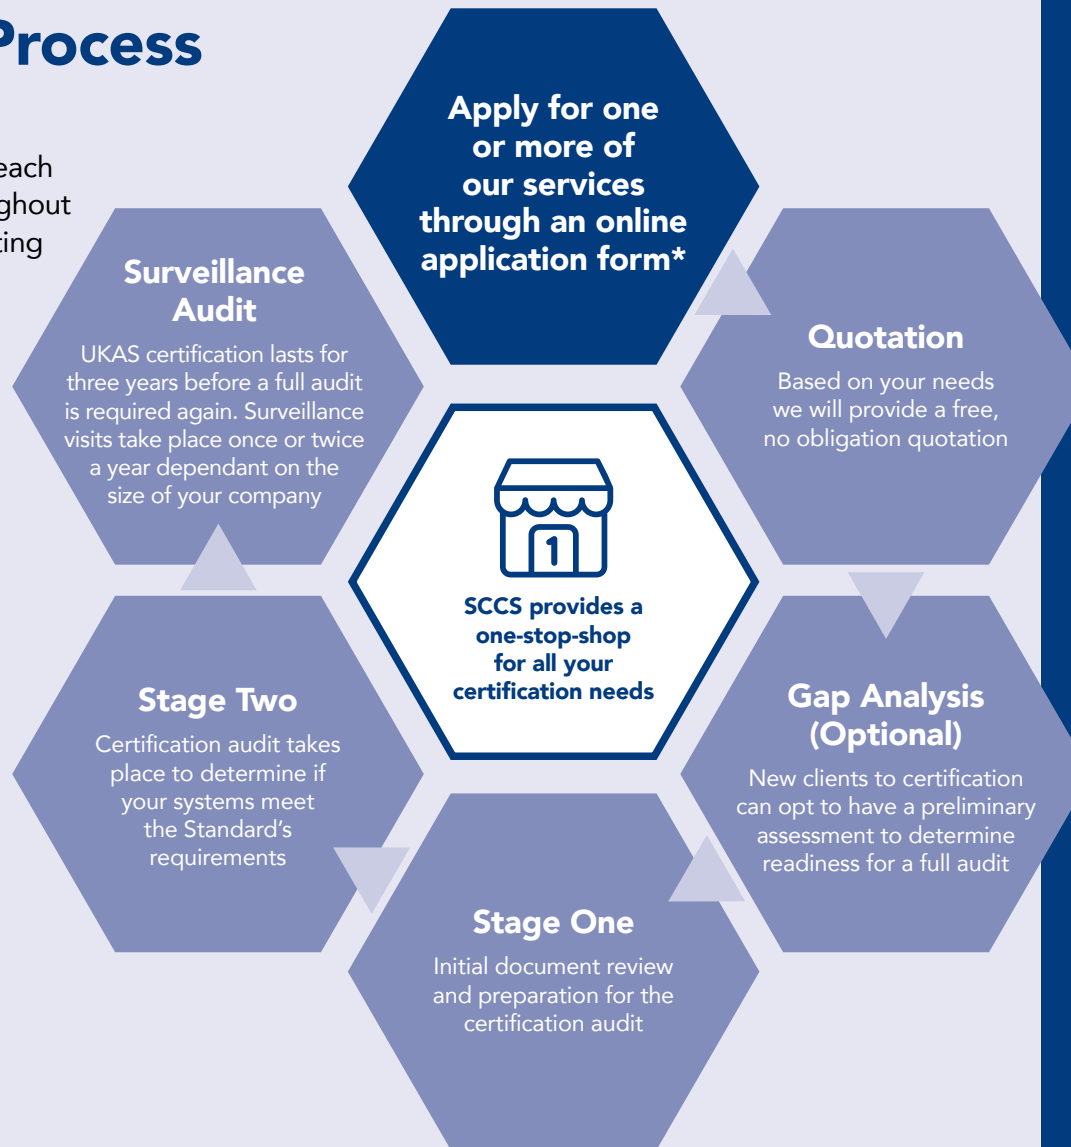 Process
each
Apply for one
or more of
our services
through an online
application form*
Quotation
Based on your needs
we will provide a free,
no obligation quotation
Gap Analysis
(Optional)
New clients to certification
can opt to have a preliminary
assessment to determine
readiness for a full audit
Stage One
Initial document review
and preparation for the
certification audit
Stage Two
Certification audit takes
place to determine if
your systems meet
the Standard's
requirements
Surveillance
Audit
UKAS certification lasts for
three years before a full audit
is required again. Surveillance
visits take place once or twice
a year dependant on the
size of your company
1
SCCS provides a
one-stop-shop
for all your
certification needs